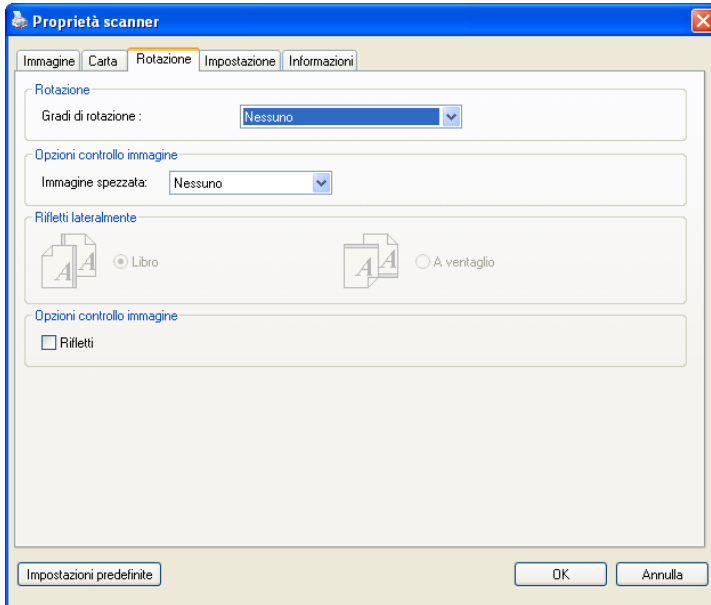 Proprietà scanner
Immagine Carta Rotazione Impostazione Informazioni
Rotazione
Gradi di rotazione : Nessuno
Opzioni controllo immagine
Immagine spezzata: Nessuno
Rifletti lateralmente
A A Libro A A A ventaglio
Opzioni controllo immagine
Rifletti
Impostazioni predefinite OK Annulla